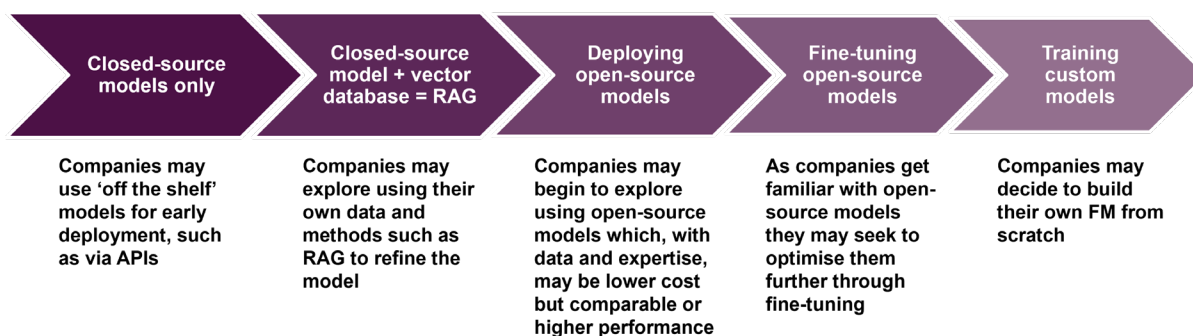 Closed-source
models only
Closed-source
model + vector
database = RAG
Deploying
open-source
models
Fine-tuning
open-source
models
Training
custom
models
Companies may
use ‘off the shelf’
models for early
deployment, such
as via APIs
Companies may
explore using their
own data and
methods such as
RAG to refine the
model
Companies may
begin to explore
using open-source
models which, with
data and expertise,
may be lower cost
but comparable or
higher performance
As companies get
familiar with open-
source models
they may seek to
optimise them
further through
fine-tuning
Companies may
decide to build
their own FM from
scratch